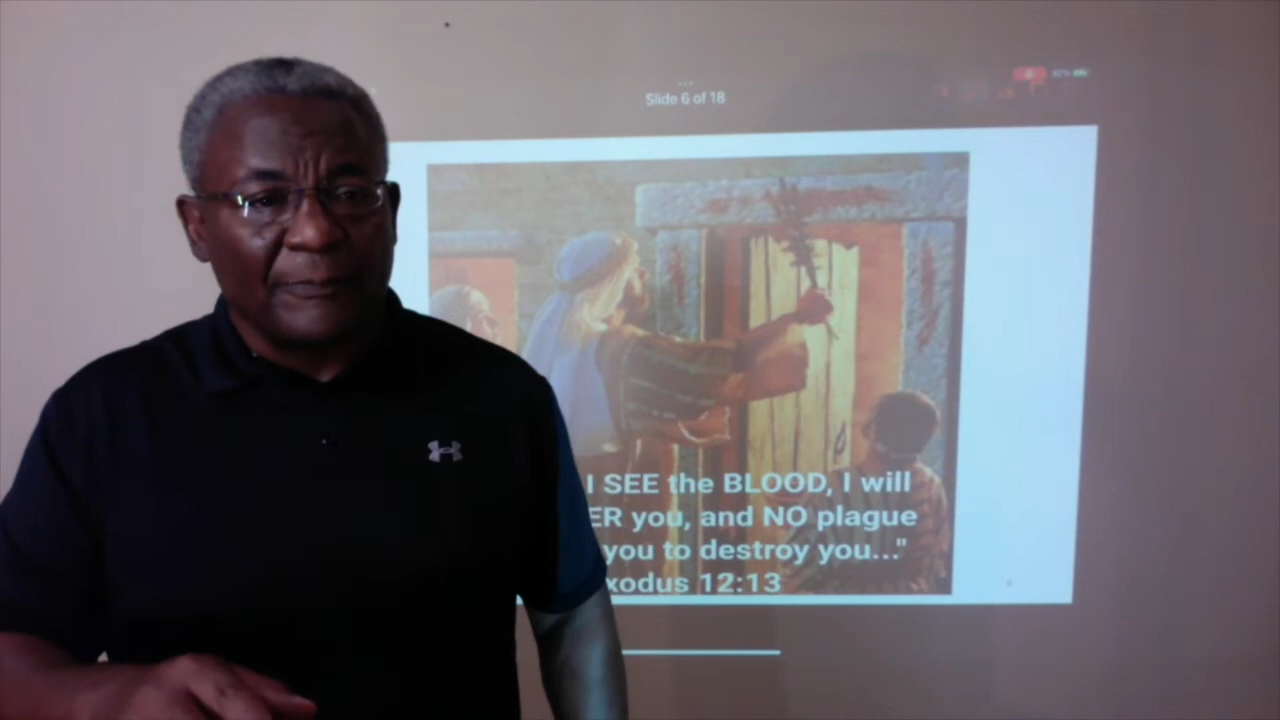 Slide 6 of 18
I SEE the BLOOD, I will
ER you, and NO plague
you to destroy you..."
xodus 12:13